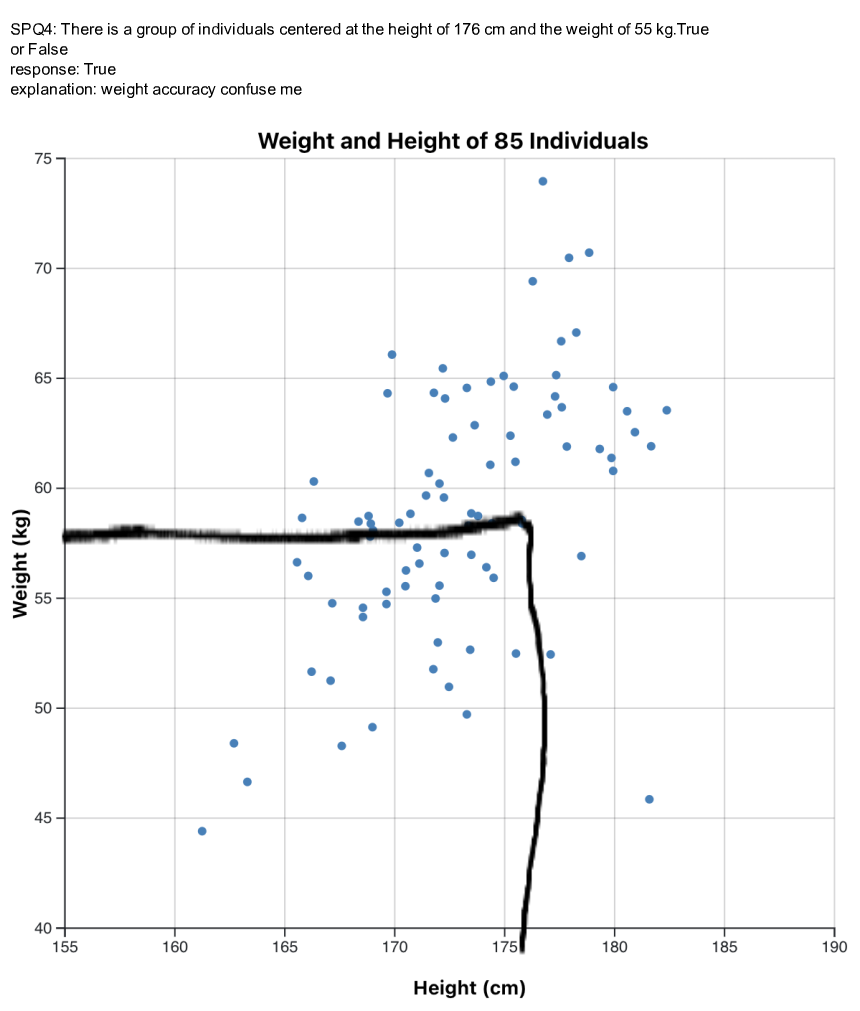 SPQ4: There is a group of individuals centered at the height of 176 cm and the weight of 55 kg.True
or False
response: True
explanation: weight accuracy confuse me
Weight and Height of 85 Individuals
75
70
65
60
55
50
45
40
Weight (kg)
155 160 165 170 175 180 185 190
Height (cm)